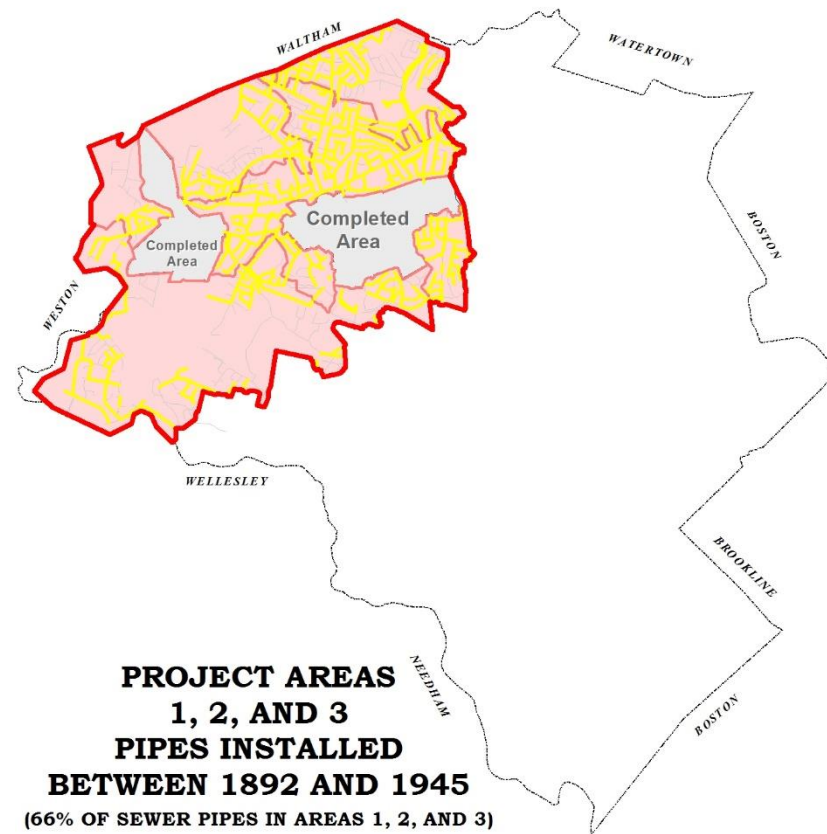 WALTHAM
WATERTOWN
Completed
Area
Completed
Area
BOSTON
WESTON
WELLESLEY
BROOKLINE
NEEDHAM
BOSTON
PROJECT AREAS
1, 2, AND 3
PIPES INSTALLED
BETWEEN 1892 AND 1945
(66% OF SEWER PIPES IN AREAS 1, 2, AND 3)